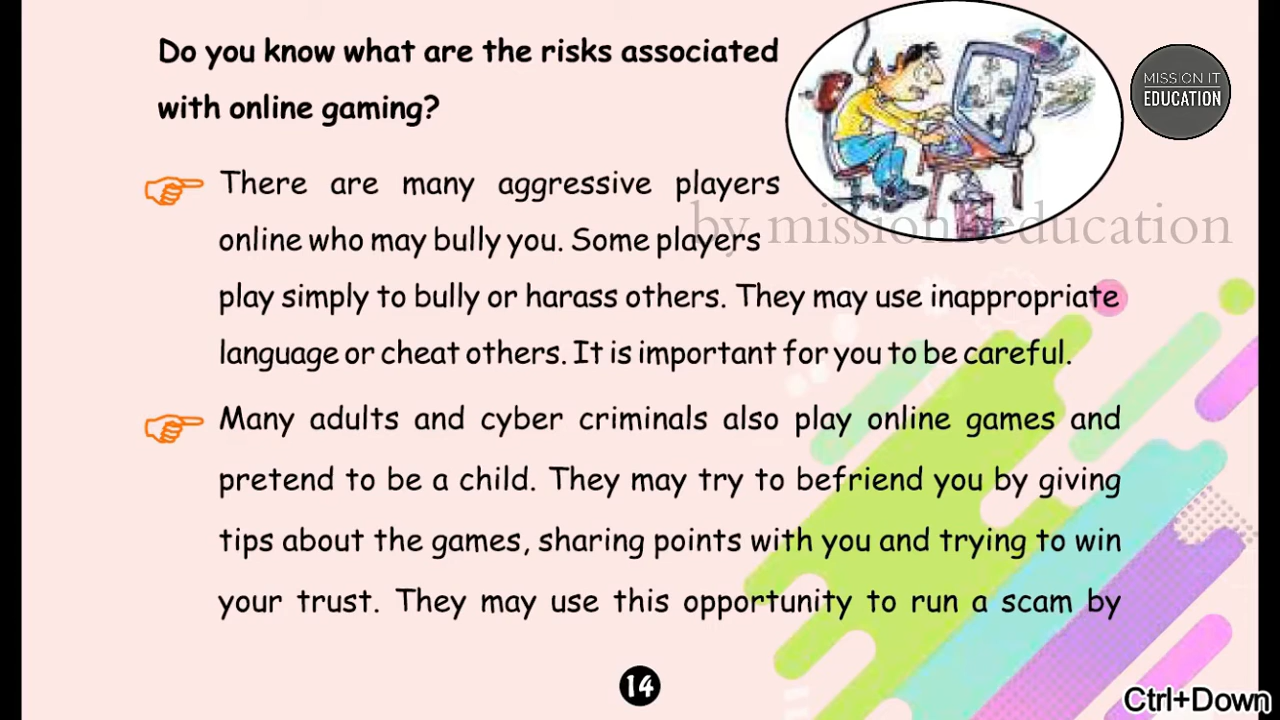 Do you know what are the risks associated
with online gaming?
MISSION IT
EDUCATION
There are many aggressive players
online who may bully you. Some players
play simply to bully or harass others. They may use inappropriate
language or cheat others. It is important for you to be careful.
by mission it education
Many adults and cyber criminals also play online games and
pretend to be a child. They may try to befriend you by giving
tips about the games, sharing points with you and trying to win
your trust. They may use this opportunity to run a scam by
14
Ctrl+Down